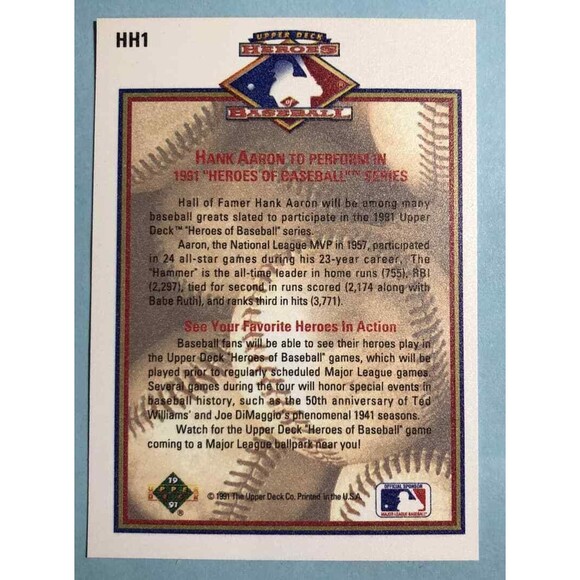 HH1
UPPER DECK
HEROES
of
BASEBALL
HANK AARON TO PERFORM IN
1991 "HEROES OF BASEBALL"™ SERIES
Hall of Famer Hank Aaron will be among many
baseball greats slated to participate in the 1991 Upper
Deck™ "Heroes of Baseball" series.
Aaron, the National League MVP in 1957, participated
in 24 all-star games during his 23-year career. The
"Hammer" is the all-time leader in home runs (755), RBI
(2,297), tied for second in runs scored (2,174 along with
Babe Ruth), and ranks third in hits (3,771).
See Your Favorite Heroes In Action
Baseball fans will be able to see their heroes play in
the Upper Deck "Heroes of Baseball" games, which will be
played prior to regularly scheduled Major League games.
Several games during the tour will honor special events in
baseball history, such as the 50th anniversary of Ted
Williams' and Joe DiMaggio's phenomenal 1941 seasons.
Watch for the Upper Deck "Heroes of Baseball" game
coming to a Major League ballpark near you!
19
UPPER DECK
91
© 1991 The Upper Deck Co. Printed in the U.S.A.
OFFICIAL SPONSOR
MAJOR LEAGUE BASEBALL